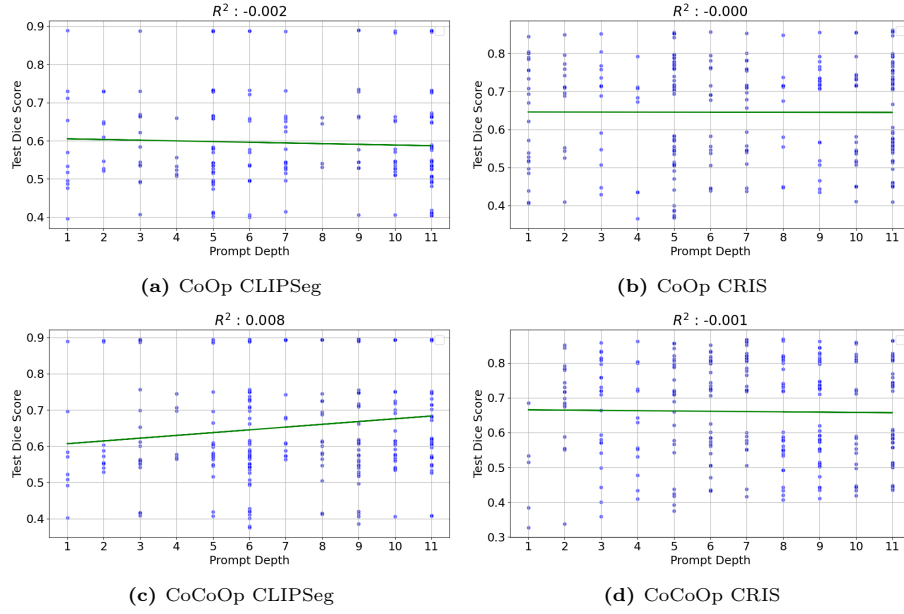 R² : -0.002
0.9
0.8
0.7
0.6
0.5
0.4
Test Dice Score
1 2 3 4 5 6 7 8 9 10 11
Prompt Depth
(a) CoOp CLIPSeg
R² : -0.000
0.8
0.7
0.6
0.5
0.4
Test Dice Score
1 2 3 4 5 6 7 8 9 10 11
Prompt Depth
(b) CoOp CRIS
R² : 0.008
0.9
0.8
0.7
0.6
0.5
0.4
Test Dice Score
1 2 3 4 5 6 7 8 9 10 11
Prompt Depth
(c) CoCoOp CLIPSeg
R² : -0.001
0.8
0.7
0.6
0.5
0.4
0.3
Test Dice Score
1 2 3 4 5 6 7 8 9 10 11
Prompt Depth
(d) CoCoOp CRIS